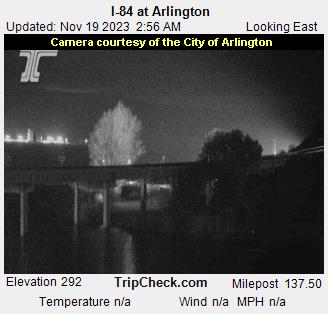 I-84 at Arlington
Updated: Nov 19 2023 2:56 AM Looking East
Camera courtesy of the City of Arlington
Elevation 292 TripCheck.com Milepost 137.50
Temperature n/a Wind n/a MPH n/a